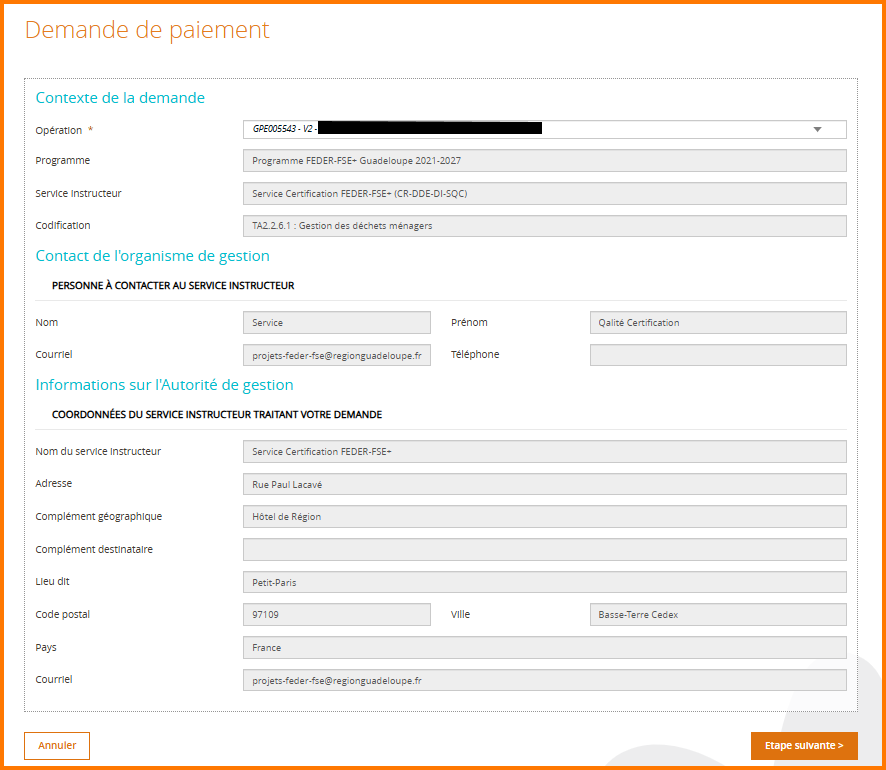 Demande de paiement
Contexte de la demande
Opération * GPE005543 - V2 -
Programme Programme FEDER-FSE+ Guadeloupe 2021-2027
Service instructeur Service Certification FEDER-FSE+ (CR-DDE-DI-SQC)
Codification TA2.2.6.1 : Gestion des déchets ménagers
Contact de l'organisme de gestion
PERSONNE À CONTACTER AU SERVICE INSTRUCTEUR
Nom Service Prénom Qalité Certification
Courriel projets-feder-fse@regionguadeloupe.fr Téléphone
Informations sur l'Autorité de gestion
COORDONNÉES DU SERVICE INSTRUCTEUR TRAITANT VOTRE DEMANDE
Nom du service instructeur Service Certification FEDER-FSE+
Adresse Rue Paul Lacavé
Complément géographique Hôtel de Région
Complément destinataire
Lieu dit Petit-Paris
Code postal 97109 Ville Basse-Terre Cedex
Pays France
Courriel projets-feder-fse@regionguadeloupe.fr
Annuler Etape suivante >